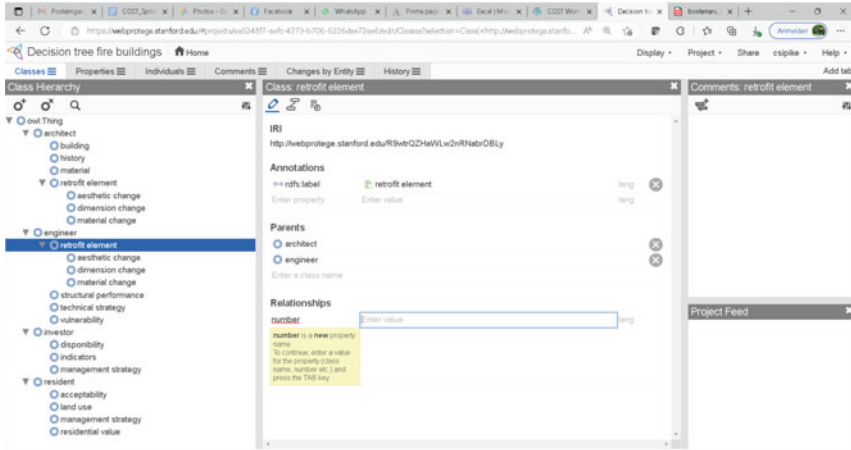 Facebook
WhatsApp
Decision tree fire buildings
Home
Display
Project
Share
csipike
Help
Classes
Properties
Individuals
Comments
Changes by Entity
History
Add tab
Class Hierarchy
owl:Thing
architect
building
history
material
retrofit element
aesthetic change
dimension change
material change
engineer
retrofit element
aesthetic change
dimension change
material change
structural performance
technical strategy
vulnerability
investor
disponibility
indicators
management strategy
resident
acceptability
land use
management strategy
residential value
Class: retrofit element
IRI
Annotations
rdfs:label retrofit element lang
Enter property Enter value lang
Parents
architect
engineer
Enter a class name
Relationships
number Enter value lang
number is a new property
name.
To continue, enter a value
for the property (class
name, number etc.) and
press the TAB key.
Comments: retrofit element
Project Feed